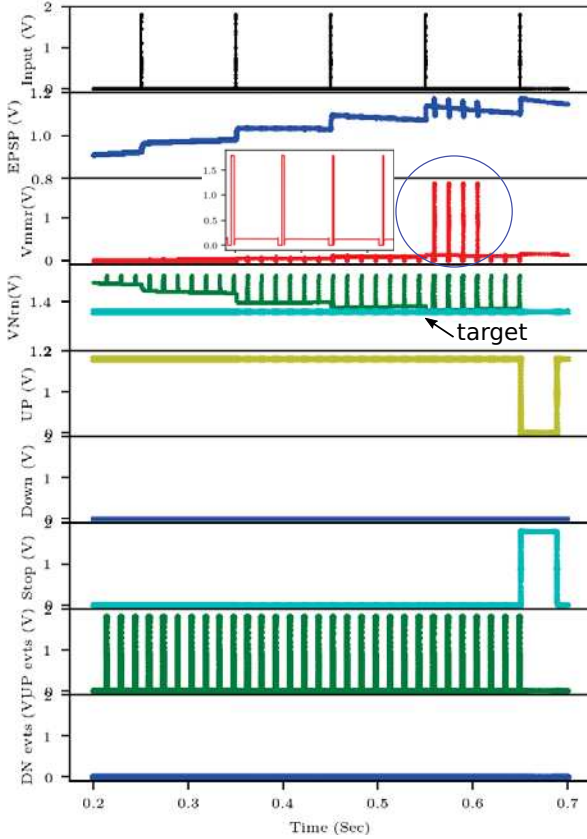 Input (V)
2
1
0
EPSP (V)
1.2
1.0
0.8
Vmmr(V)
1
0
1.5
1.0
0.5
0.0
VNrn(V)
1.4
1.2
target
UP (V)
2
1
0
Down (V)
2
1
0
Stop (V)
2
1
0
UP evts (V)
2
1
0
DN evts (V)
2
1
0
0.2 0.3 0.4 0.5 0.6 0.7
Time (Sec)